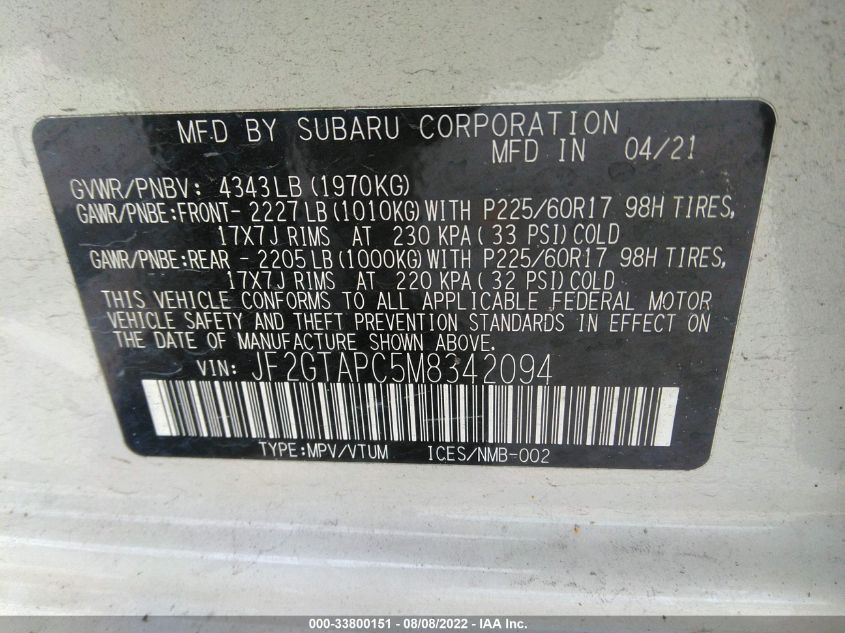 MFD BY SUBARU CORPORATION
MFD IN 04/21
GVWR/PNBV: 4343LB (1970KG)
GAWR/PNBE:FRONT- 2227 LB (1010KG) WITH P225/60R17 98H TIRES,
17X7J RIMS AT 230 KPA ( 33 PSI) COLD
GAWR/PNBE:REAR - 2205 LB (1000KG) WITH P225/60R17 98H TIRES,
17X7J RIMS AT 220 KPA ( 32 PSI) COLD
THIS VEHICLE CONFORMS TO ALL APPLICABLE FEDERAL MOTOR
VEHICLE SAFETY AND THEFT PREVENTION STANDARDS IN EFFECT ON
THE DATE OF MANUFACTURE SHOWN ABOVE.
VIN: JF2GTAPC5M8342094
TYPE:MPV/VTUM ICES/NMB-002
000-33800151 - 08/08/2022 - IAA Inc.